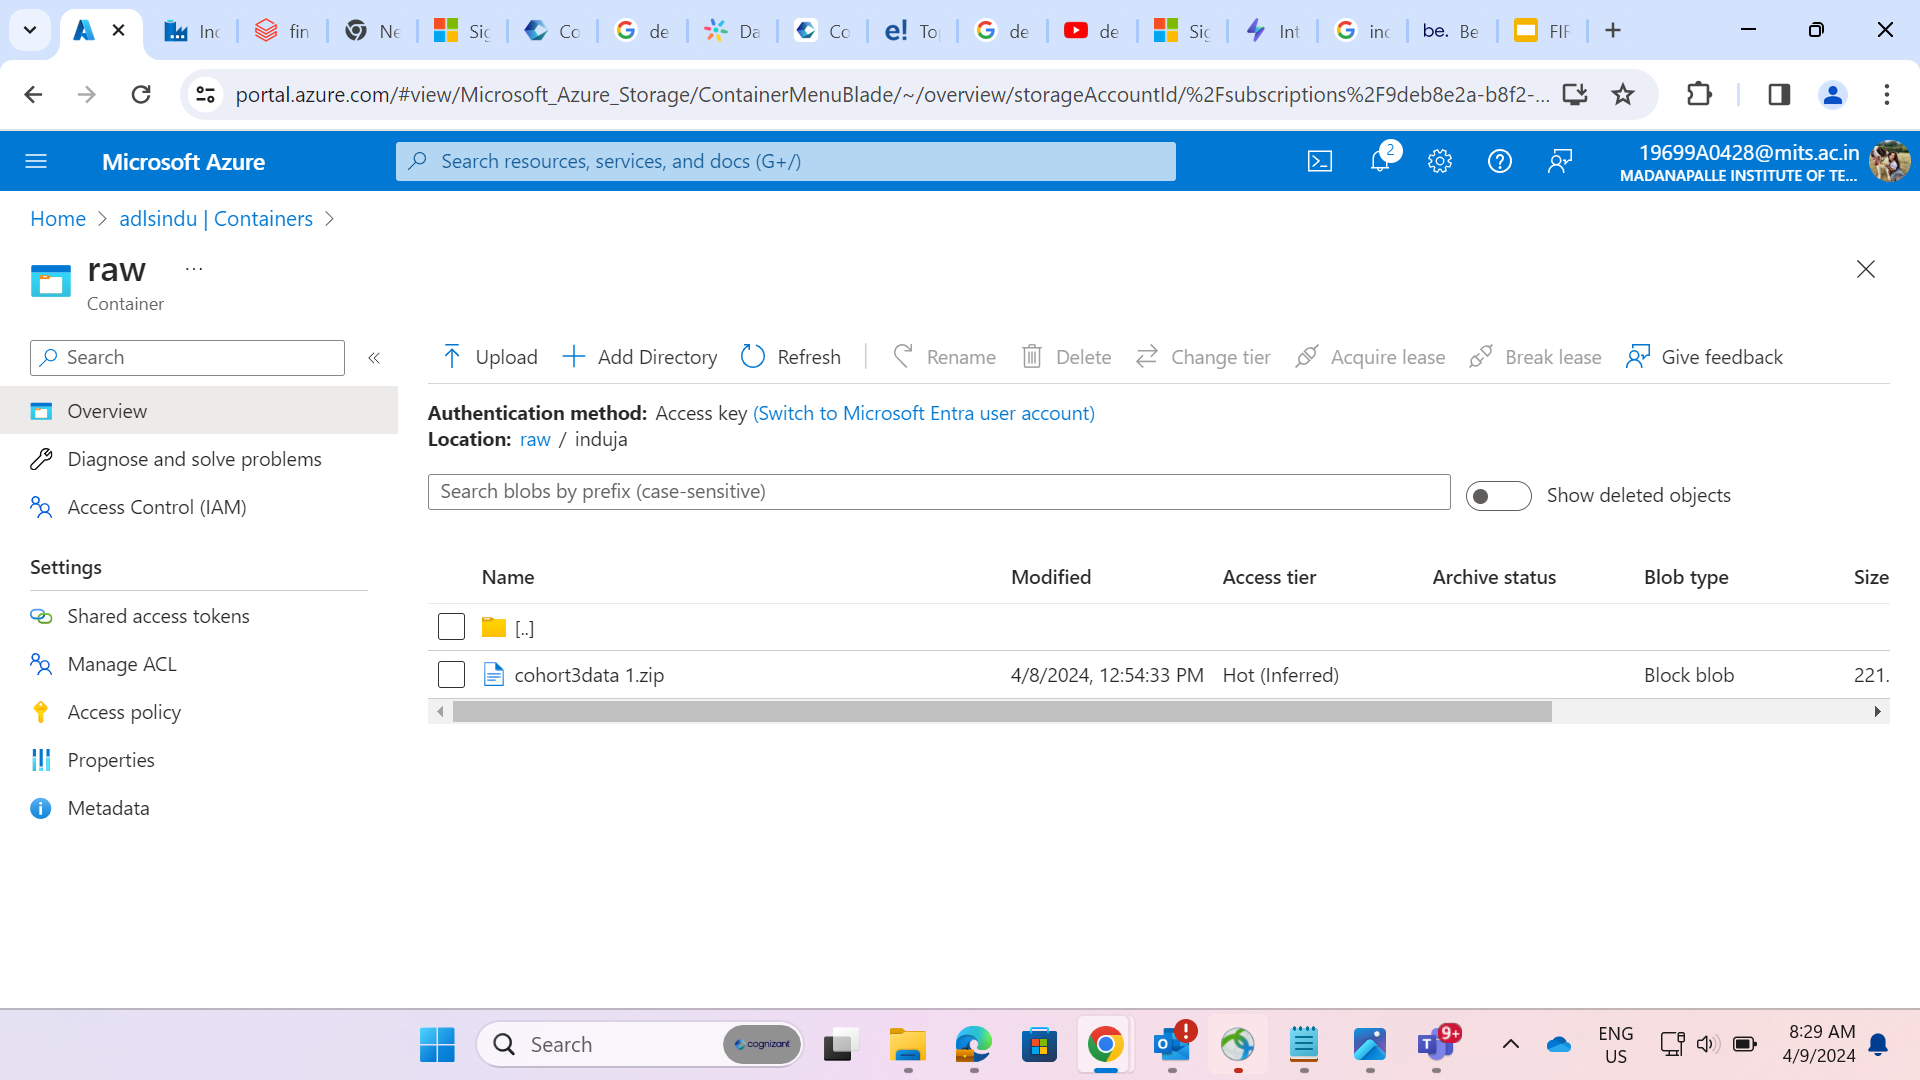 Inc
fin
Ne
Sig
Co
de
Da
Co
e! To
de
de
Sig
Int
inc
be. Be
FIF
portal.azure.com/#view/Microsoft_Azure_Storage/ContainerMenuBlade/~/overview/storageAccountId/%2Fsubscriptions%2F9deb8e2a-b8f2-...
Microsoft Azure
Search resources, services, and docs (G+/)
2
19699A0428@mits.ac.in
MADANAPALLE INSTITUTE OF TE...
Home > adlsindu | Containers >
raw ...
Container
Search
«
Upload
Add Directory
Refresh
Rename
Delete
Change tier
Acquire lease
Break lease
Give feedback
Overview
Diagnose and solve problems
Access Control (IAM)
Settings
Shared access tokens
Manage ACL
Access policy
Properties
Metadata
Authentication method: Access key (Switch to Microsoft Entra user account)
Location: raw / induja
Search blobs by prefix (case-sensitive)
Show deleted objects
Name Modified Access tier Archive status Blob type Size
[..]
cohort3data 1.zip 4/8/2024, 12:54:33 PM Hot (Inferred) Block blob 221.
Search
cognizant
9+
ENG
US
8:29 AM
4/9/2024